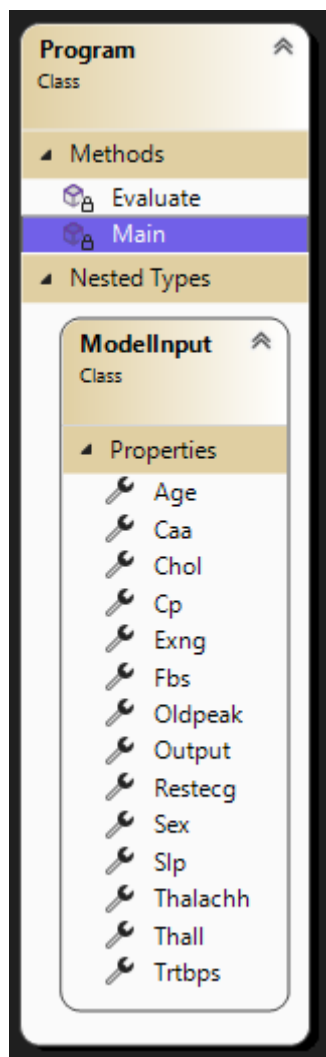 Program
Class
Methods
Evaluate
Main
Nested Types
ModelInput
Class
Properties
Age
Caa
Chol
Cp
Exng
Fbs
Oldpeak
Output
Restecg
Sex
Slp
Thalachh
Thall
Trtbps